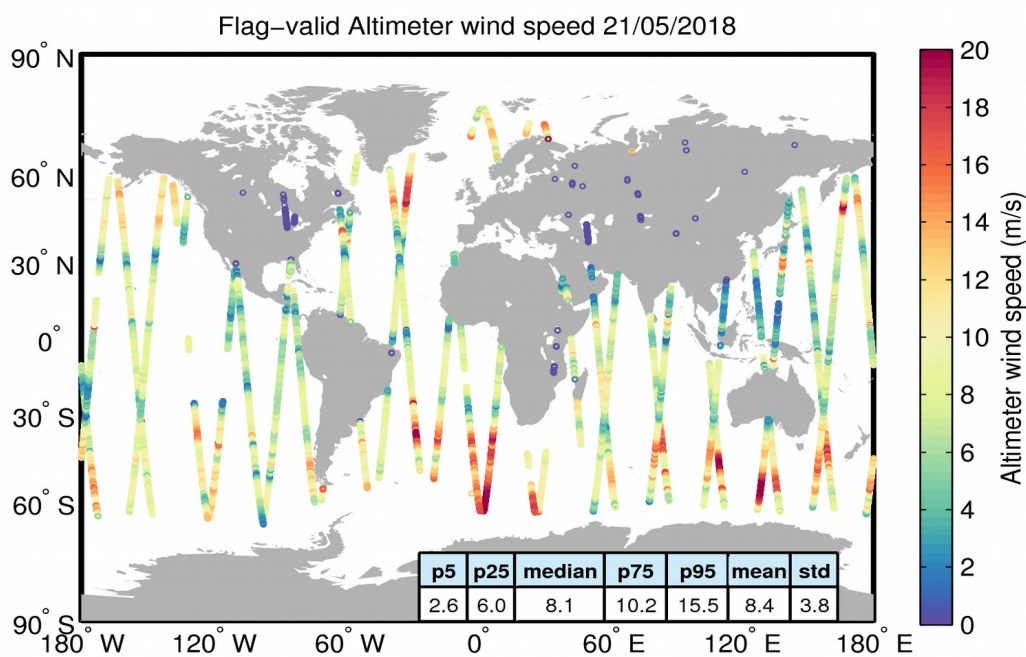 Flag−valid Altimeter wind speed 21/05/2018
90° N
60° N
30° N
0°
30° S
60° S
90° S
180° W
120° W
60° W
0°
60° E
120° E
180° E
p5 p25 median p75 p95 mean std
2.6 6.0 8.1 10.2 15.5 8.4 3.8
20
18
16
14
12
10
8
6
4
2
0
Altimeter wind speed (m/s)